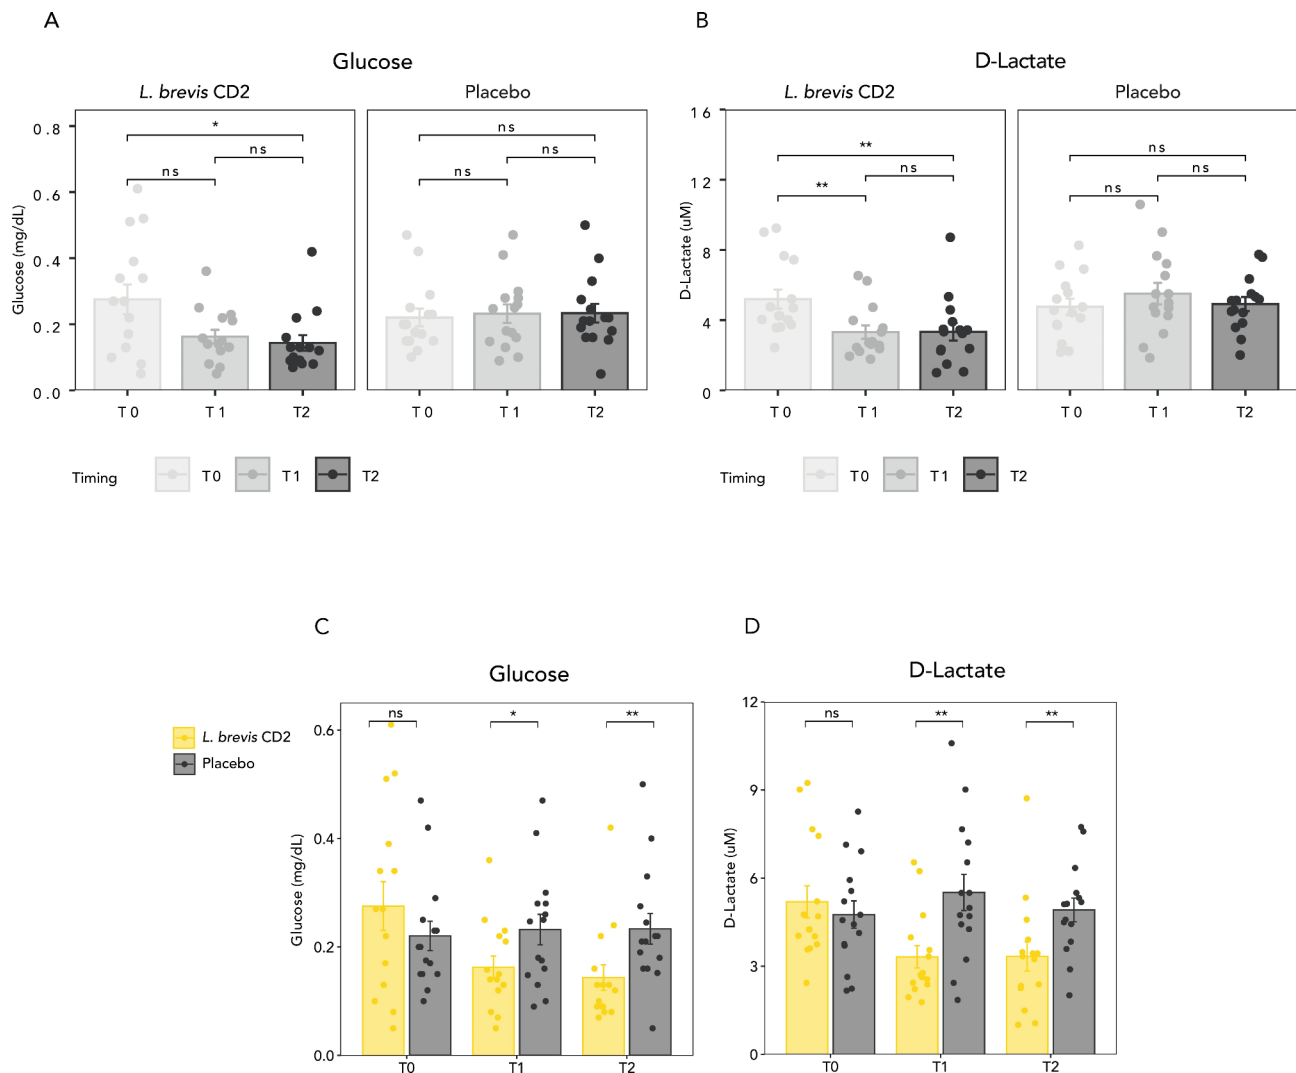 A
B
Glucose
D-Lactate
L. brevis CD2
Placebo
L. brevis CD2
Placebo
Glucose (mg/dL)
0.8
0.6
0.4
0.2
0.0
*
ns
ns
ns
ns
ns
T0
T1
T2
T0
T1
T2
D-Lactate (uM)
16
12
8
4
0
**
ns
**
ns
ns
ns
T0
T1
T2
T0
T1
T2
Timing T0 T1 T2
Timing T0 T1 T2
C
D
Glucose
D-Lactate
L. brevis CD2
Placebo
Glucose (mg/dL)
0.6
0.4
0.2
0.0
ns
*
**
T0
T1
T2
D-Lactate (uM)
12
9
6
3
0
ns
**
**
T0
T1
T2